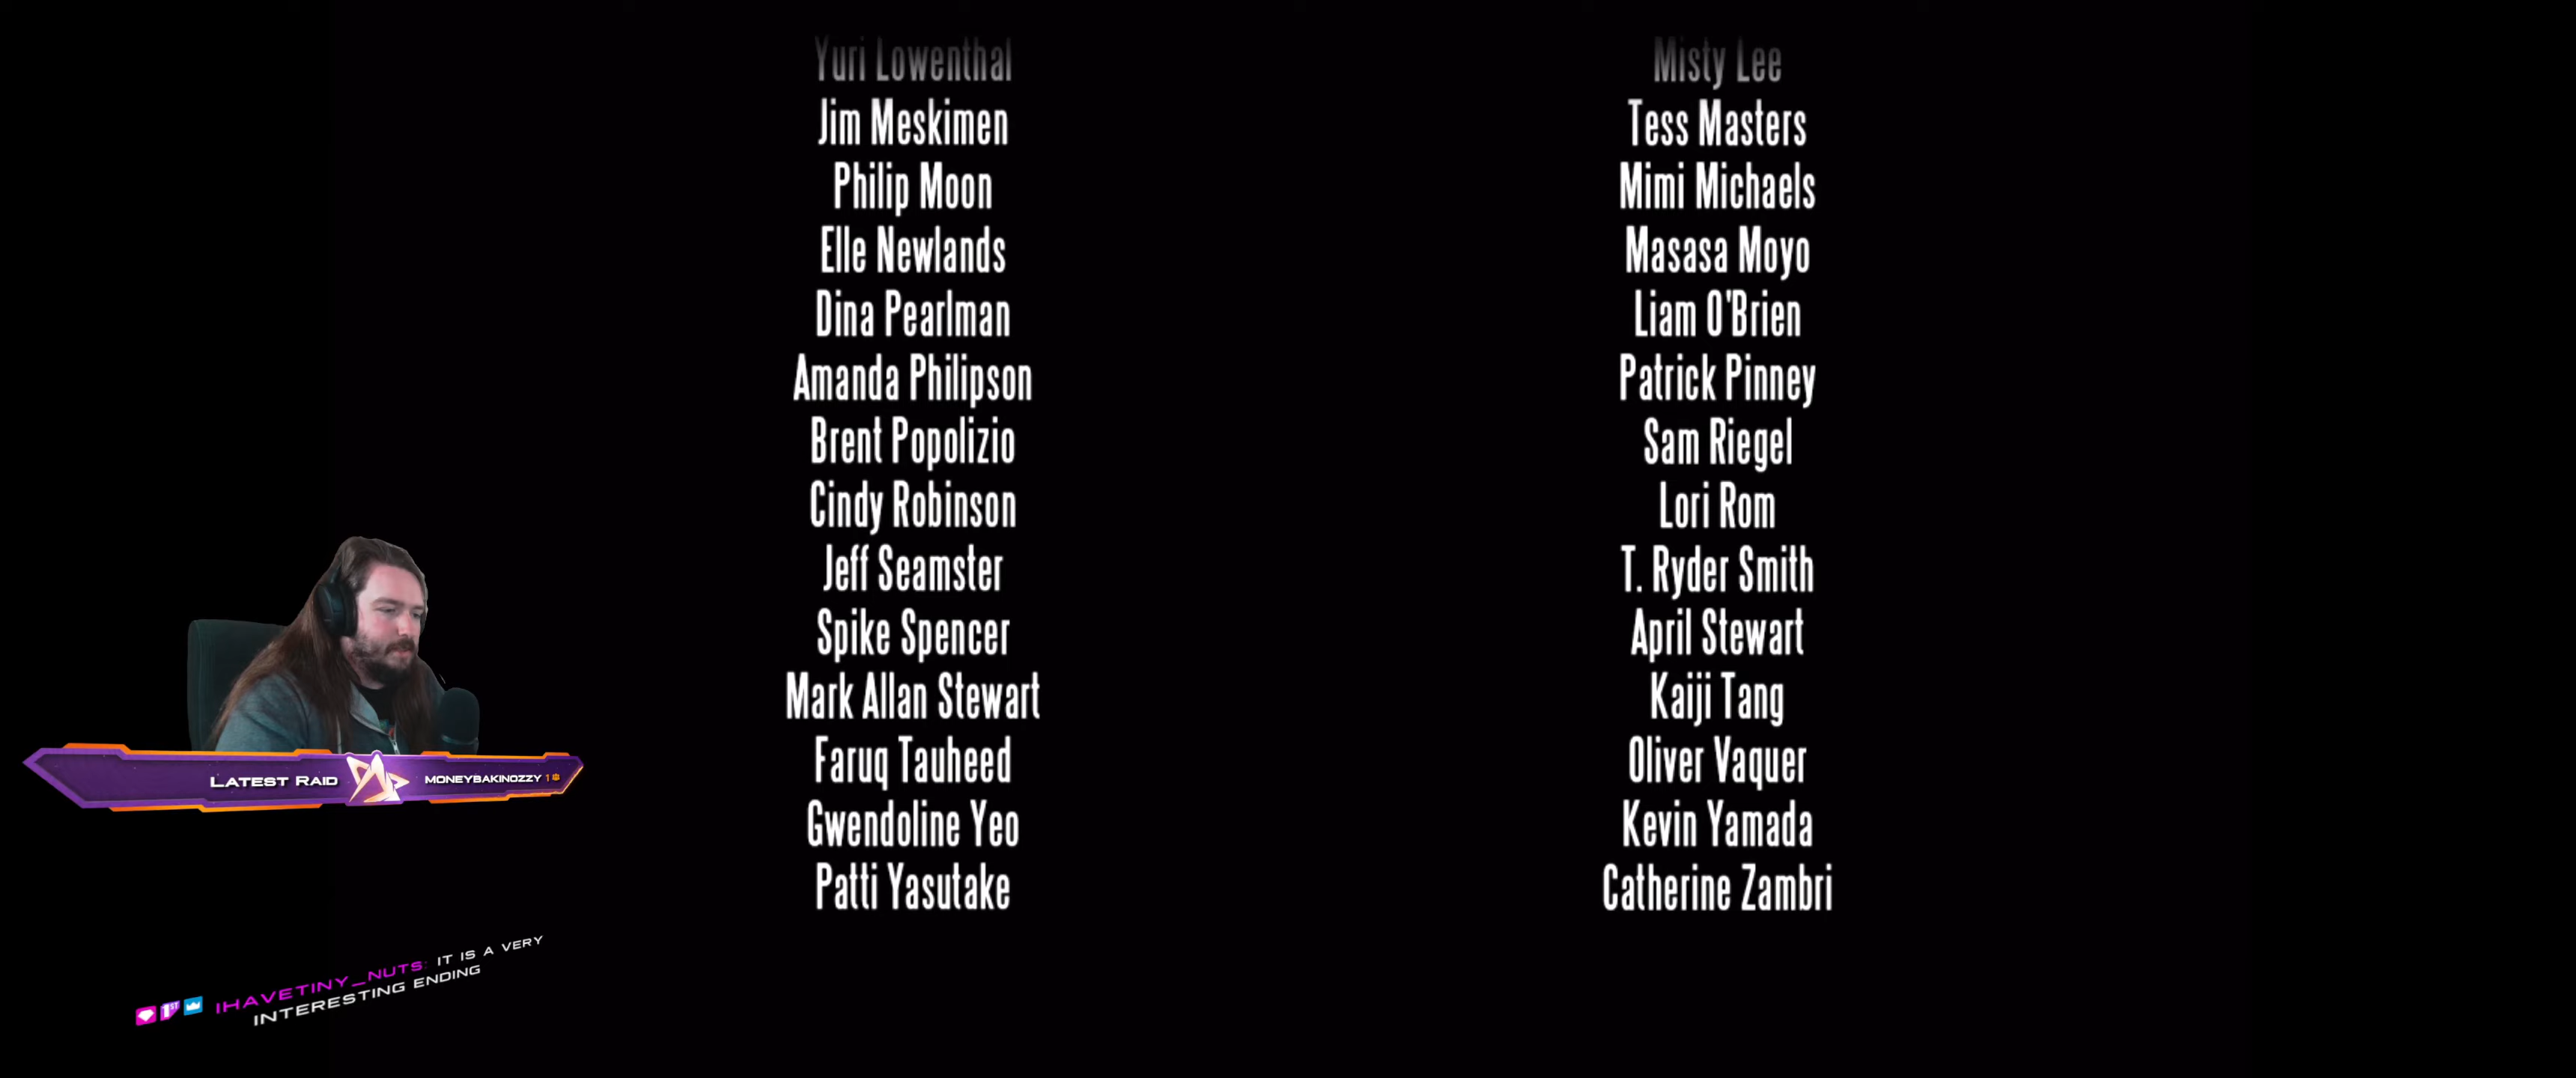 Yuri Lowenthal
Jim Meskimen
Philip Moon
Elle Newlands
Dina Pearlman
Amanda Philipson
Brent Popolizio
Cindy Robinson
Jeff Seamster
Spike Spencer
Mark Allan Stewart
Faruq Tauheed
Gwendoline Yeo
Patti Yasutake
Misty Lee
Tess Masters
Mimi Michaels
Masasa Moyo
Liam O'Brien
Patrick Pinney
Sam Riegel
Lori Rom
T. Ryder Smith
April Stewart
Kaiji Tang
Oliver Vaquer
Kevin Yamada
Catherine Zambri
LATEST RAID MONEYBAKINOZZY 1
1ST IHAVETINY_NUTS: IT IS A VERY
INTERESTING ENDING